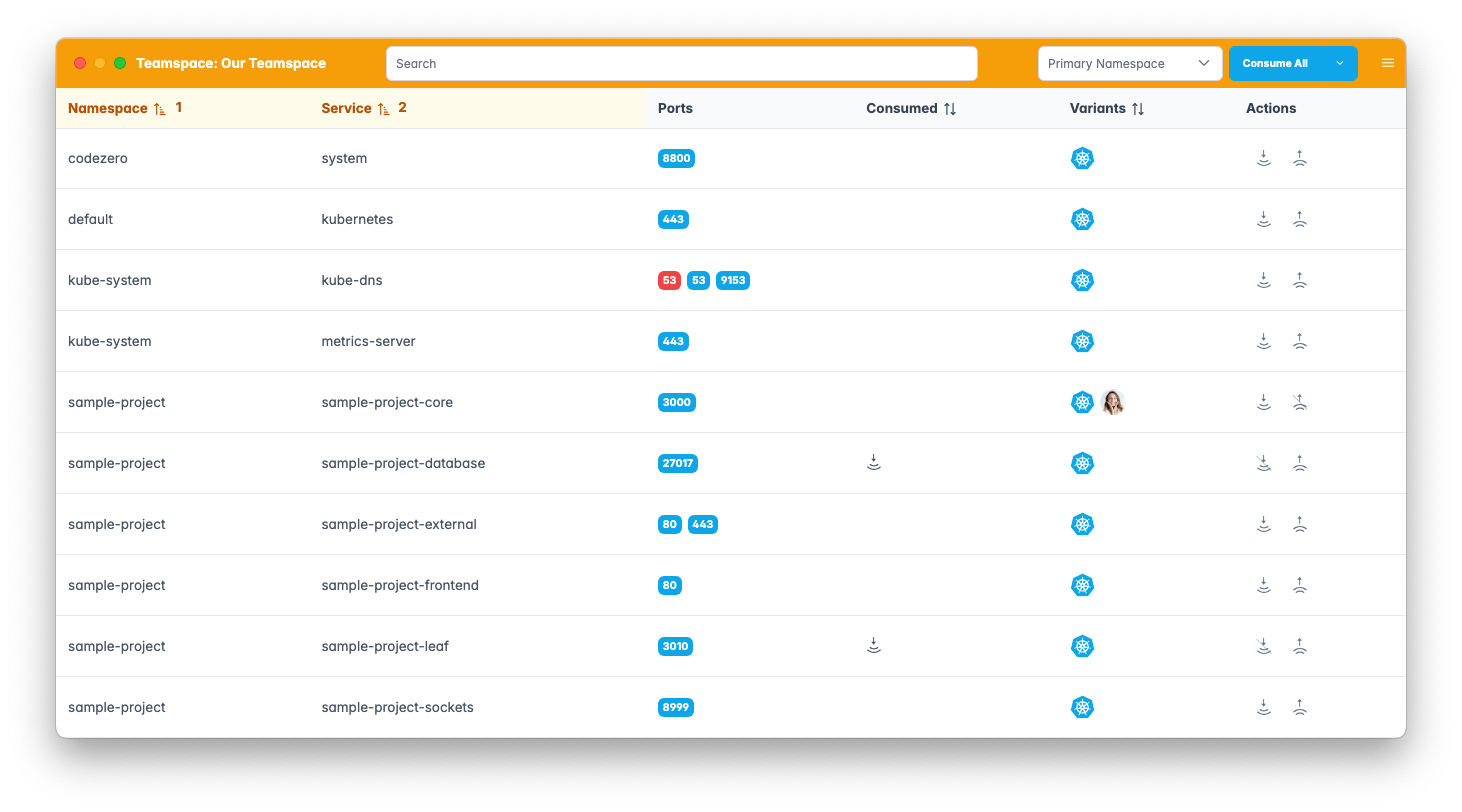 Teamspace: Our Teamspace Search Primary Namespace Consume All
Namespace 1 Service 2 Ports Consumed Variants Actions
codezero system 8800
default kubernetes 443
kube-system kube-dns 53 53 9153
kube-system metrics-server 443
sample-project sample-project-core 3000
sample-project sample-project-database 27017
sample-project sample-project-external 80 443
sample-project sample-project-frontend 80
sample-project sample-project-leaf 3010
sample-project sample-project-sockets 8999